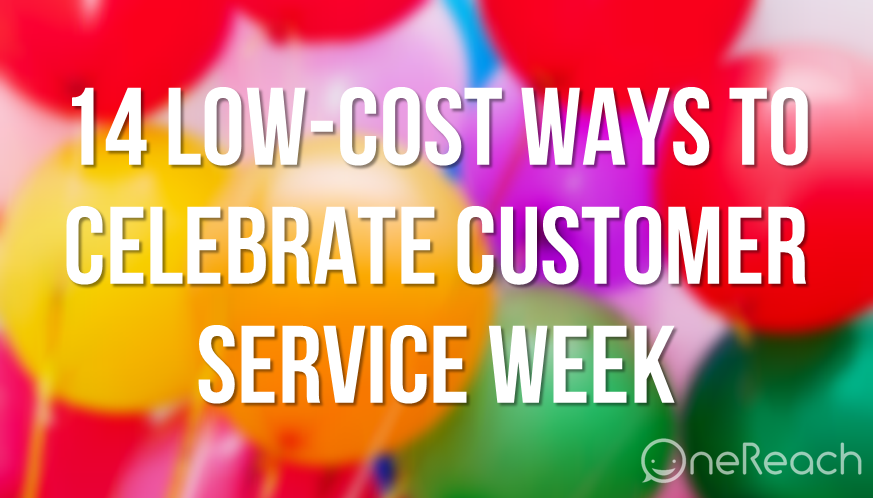 14 LOW-COST WAYS TO
CELEBRATE CUSTOMER
SERVICE WEEK
OneReach